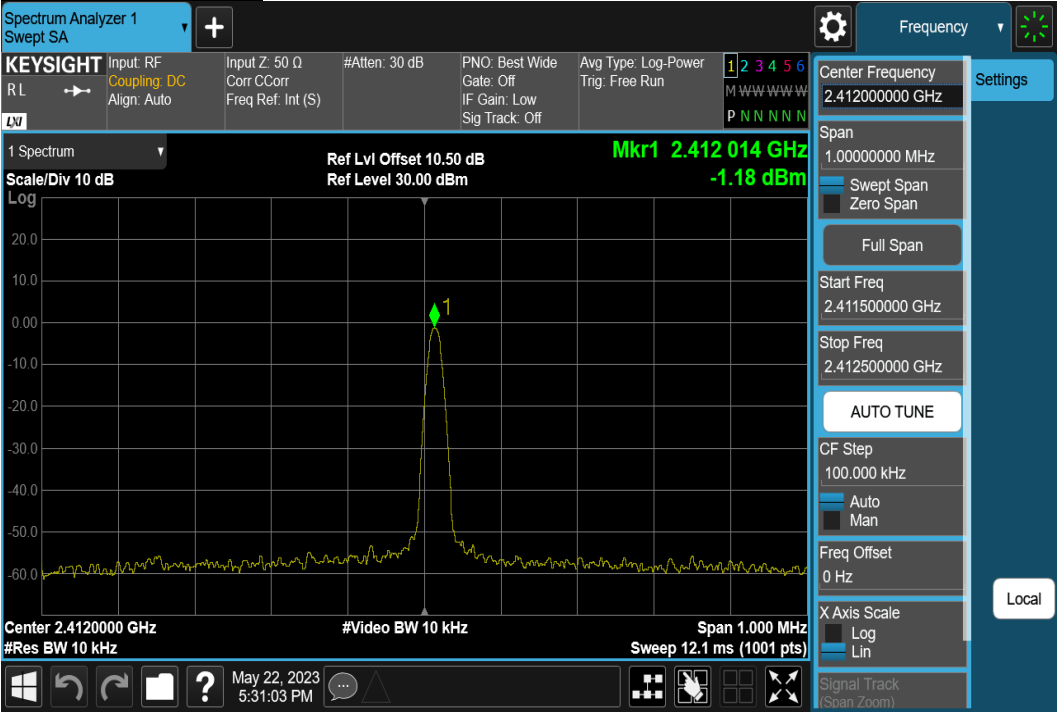 Spectrum Analyzer 1
Swept SA
+
Frequency
KEYSIGHT
RL
LXI
Input: RF
Coupling: DC
Align: Auto
Input Z: 50 Ω
Corr CCorr
Freq Ref: Int (S)
#Atten: 30 dB
PNO: Best Wide
Gate: Off
IF Gain: Low
Sig Track: Off
Avg Type: Log-Power
Trig: Free Run
1 2 3 4 5 6
M W W W W W
P N N N N N
1 Spectrum
Scale/Div 10 dB
Log
Ref Lvl Offset 10.50 dB
Ref Level 30.00 dBm
Mkr1 2.412 014 GHz
-1.18 dBm
20.0
10.0
0.00
-10.0
-20.0
-30.0
-40.0
-50.0
-60.0
1
Center 2.4120000 GHz
#Res BW 10 kHz
#Video BW 10 kHz
Span 1.000 MHz
Sweep 12.1 ms (1001 pts)
Center Frequency
2.412000000 GHz
Settings
Span
1.00000000 MHz
Swept Span
Zero Span
Full Span
Start Freq
2.411500000 GHz
Stop Freq
2.412500000 GHz
AUTO TUNE
CF Step
100.000 kHz
Auto
Man
Freq Offset
0 Hz
X Axis Scale
Log
Lin
Local
Signal Track
(Span Zoom)
?
May 22, 2023
5:31:03 PM